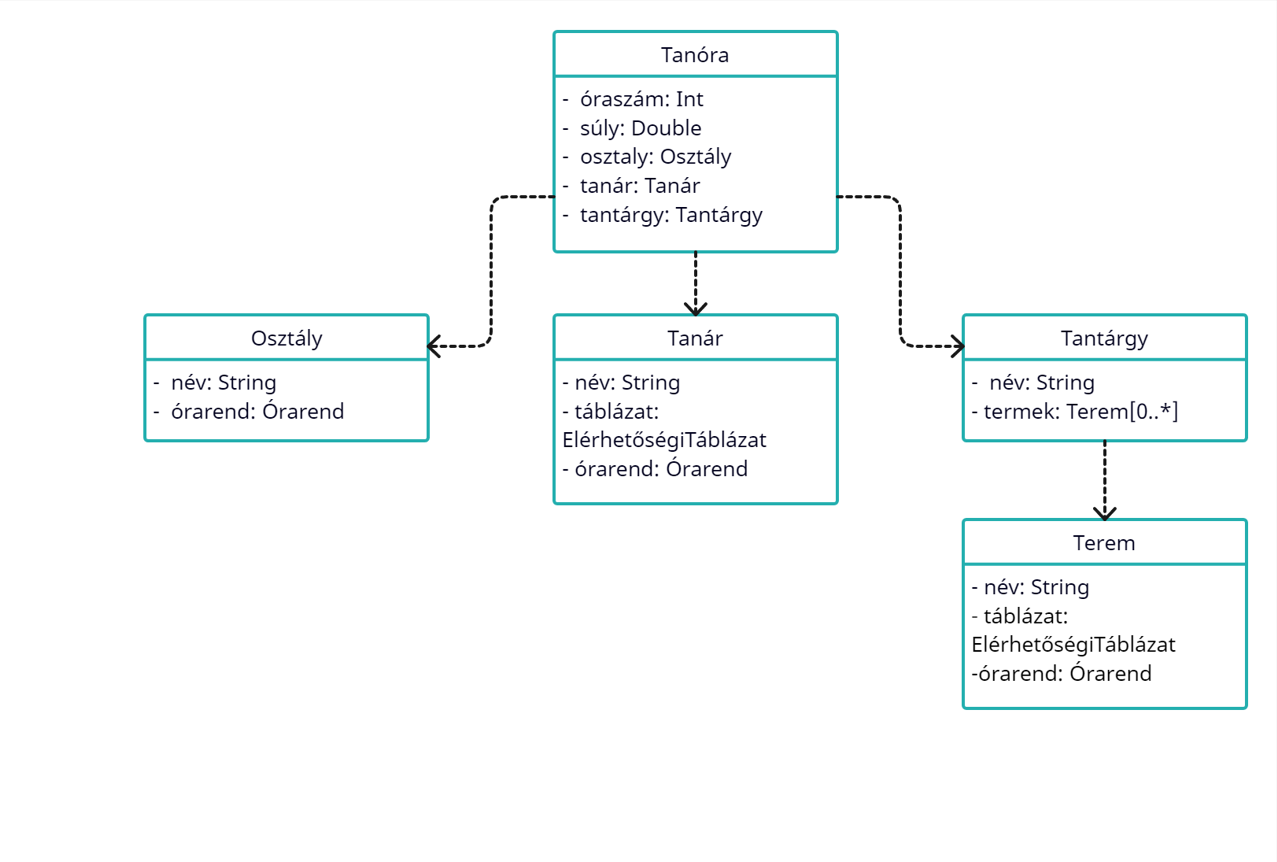 Tanóra
- óraszám: Int
- súly: Double
- osztaly: Osztály
- tanár: Tanár
- tantárgy: Tantárgy
Osztály
- név: String
- órarend: Órarend
Tanár
- név: String
- táblázat:
ElérhetőségiTáblázat
- órarend: Órarend
Tantárgy
- név: String
- termek: Terem[0..*]
Terem
- név: String
- táblázat:
ElérhetőségiTáblázat
-órarend: Órarend